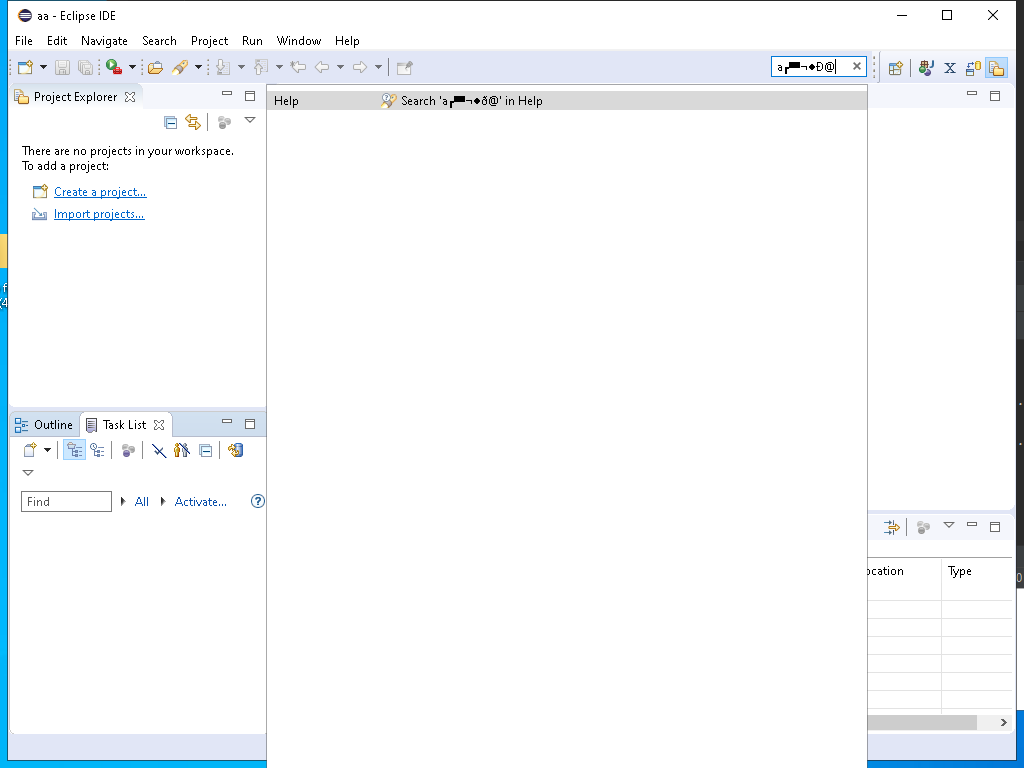 aa - Eclipse IDE
File Edit Navigate Search Project Run Window Help
a┏▀¬◆Ð@
Project Explorer
Help Search 'a┏▀¬◆ð@' in Help
There are no projects in your workspace.
To add a project:
Create a project...
Import projects...
Outline Task List
Find All Activate...
ocation Type